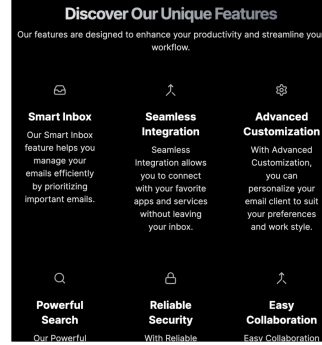 Discover Our Unique Features
Our features are designed to enhance your productivity and streamline your
workflow.
Smart Inbox
Our Smart Inbox
feature helps you
manage your
emails efficiently
by prioritizing
important emails.
Seamless
Integration
Seamless
Integration allows
you to connect
with your favorite
apps and services
without leaving
your inbox.
Advanced
Customization
With Advanced
Customization,
you can
personalize your
email client to suit
your preferences
and work style.
Powerful
Search
Our Powerful
Reliable
Security
With Reliable
Easy
Collaboration
Easy Collaboration